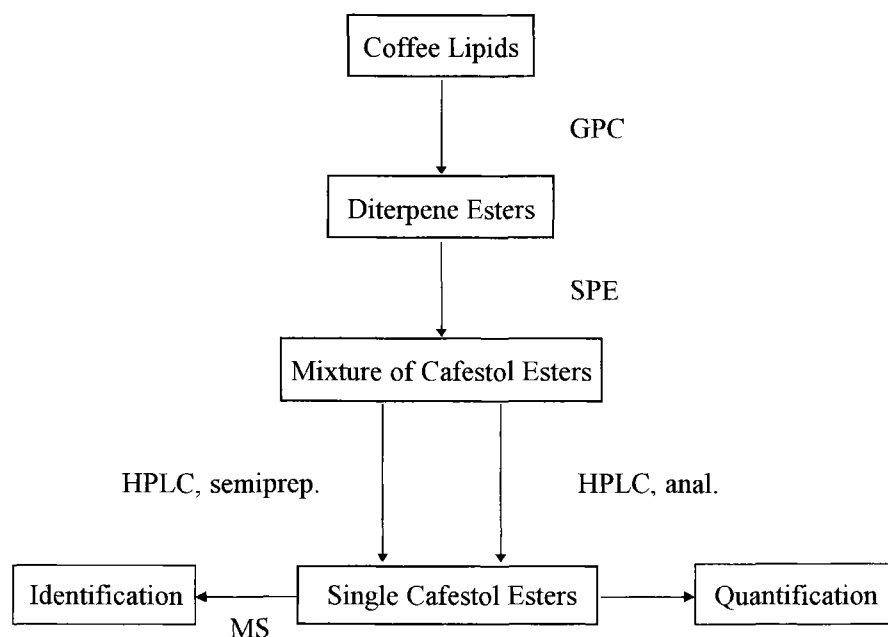 Coffee Lipids
GPC
Diterpene Esters
SPE
Mixture of Cafestol Esters
HPLC, semiprep.
HPLC, anal.
Identification
Single Cafestol Esters
Quantification
MS